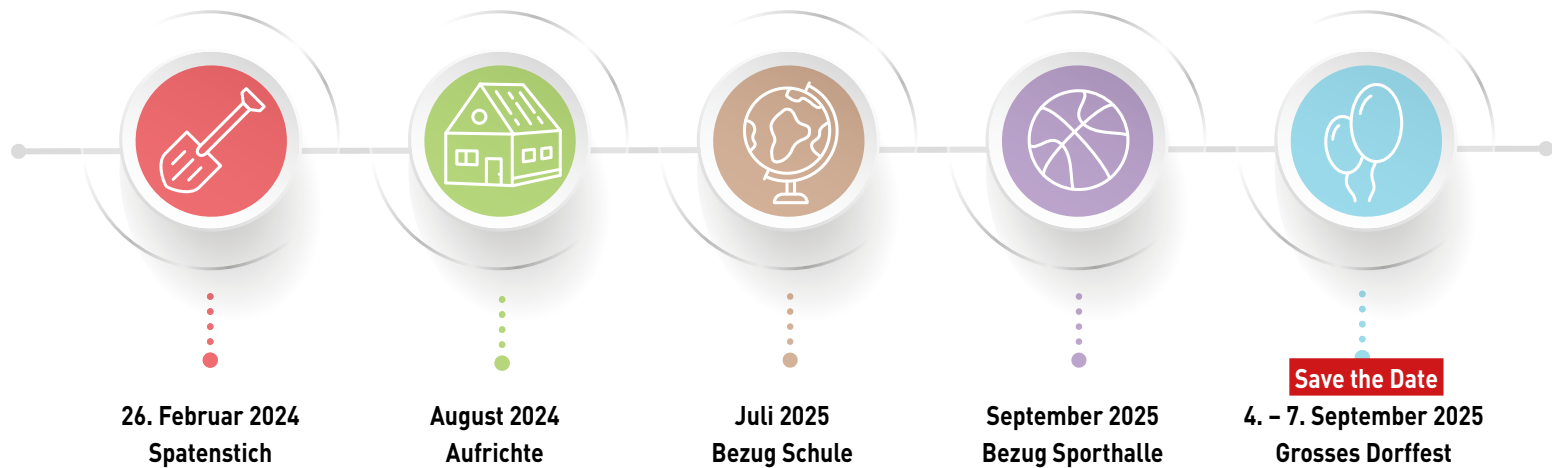 26. Februar 2024
Spatenstich
August 2024
Aufrichte
Juli 2025
Bezug Schule
September 2025
Bezug Sporthalle
Save the Date
4. – 7. September 2025
Grosses Dorffest